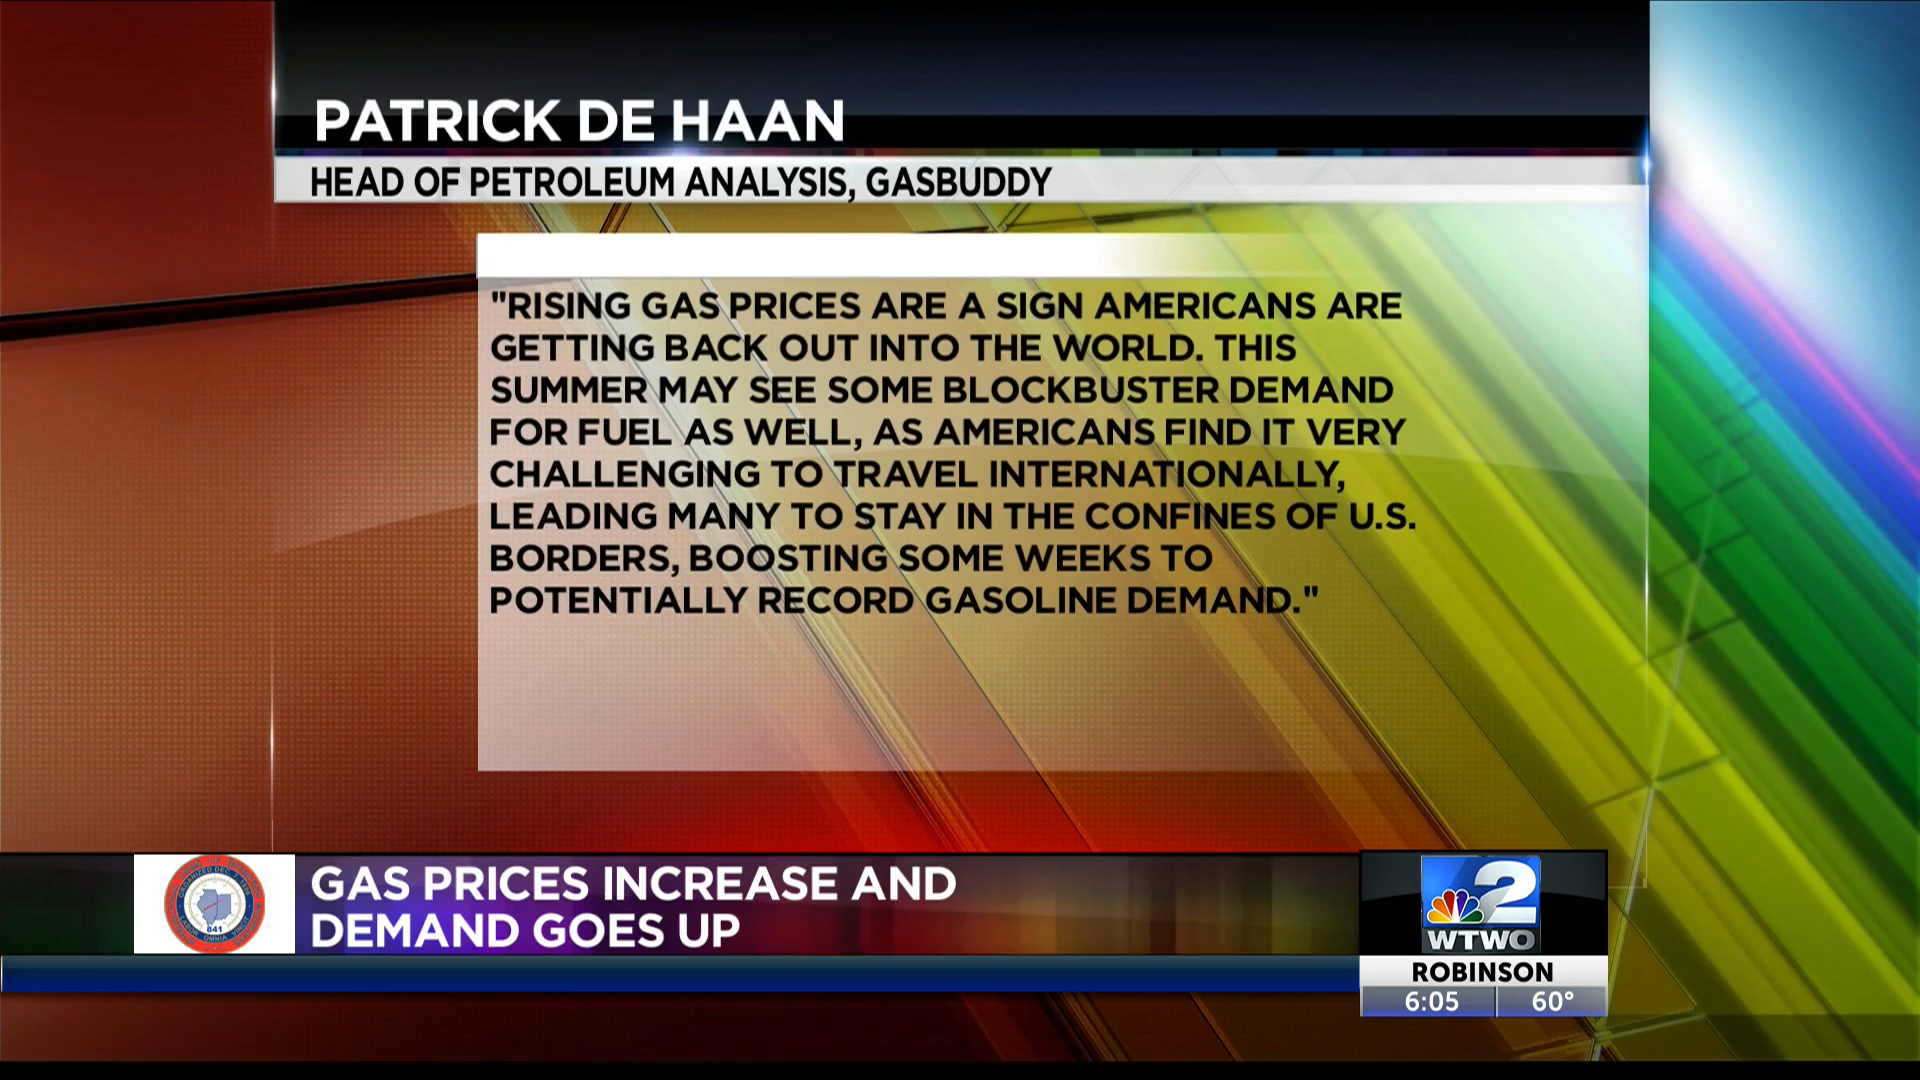 PATRICK DE HAAN
HEAD OF PETROLEUM ANALYSIS, GASBUDDY
"RISING GAS PRICES ARE A SIGN AMERICANS ARE
GETTING BACK OUT INTO THE WORLD. THIS
SUMMER MAY SEE SOME BLOCKBUSTER DEMAND
FOR FUEL AS WELL, AS AMERICANS FIND IT VERY
CHALLENGING TO TRAVEL INTERNATIONALLY,
LEADING MANY TO STAY IN THE CONFINES OF U.S.
BORDERS, BOOSTING SOME WEEKS TO
POTENTIALLY RECORD GASOLINE DEMAND."
841
GAS PRICES INCREASE AND
DEMAND GOES UP
2
WTWO
ROBINSON
6:05 60°